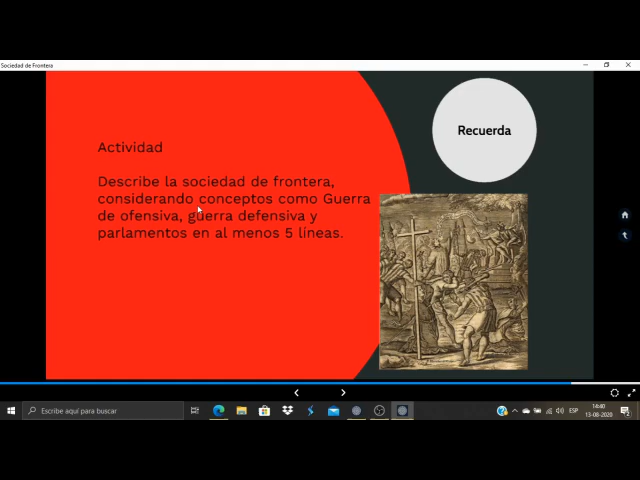 Sociedad de Frontera
Recuerda
Actividad
Describe la sociedad de frontera,
considerando conceptos como Guerra
de ofensiva, guerra defensiva y
parlamentos en al menos 5 líneas.
Escribe aquí para buscar
ESP
14:40
13-08-2020